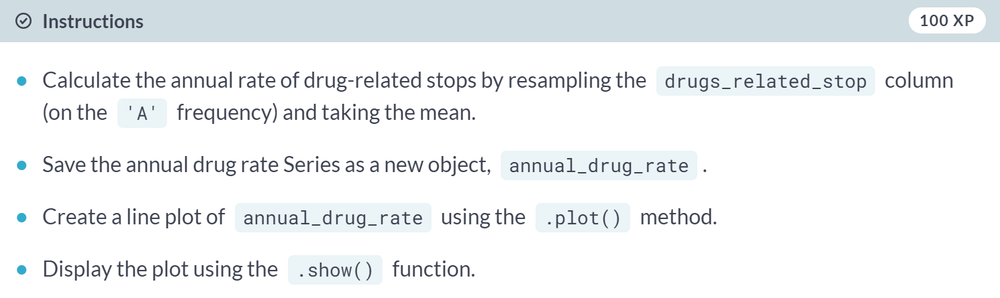 Instructions
100 XP
Calculate the annual rate of drug-related stops by resampling the drugs_related_stop column
(on the 'A' frequency) and taking the mean.
Save the annual drug rate Series as a new object, annual_drug_rate .
Create a line plot of annual_drug_rate using the .plot() method.
Display the plot using the .show() function.